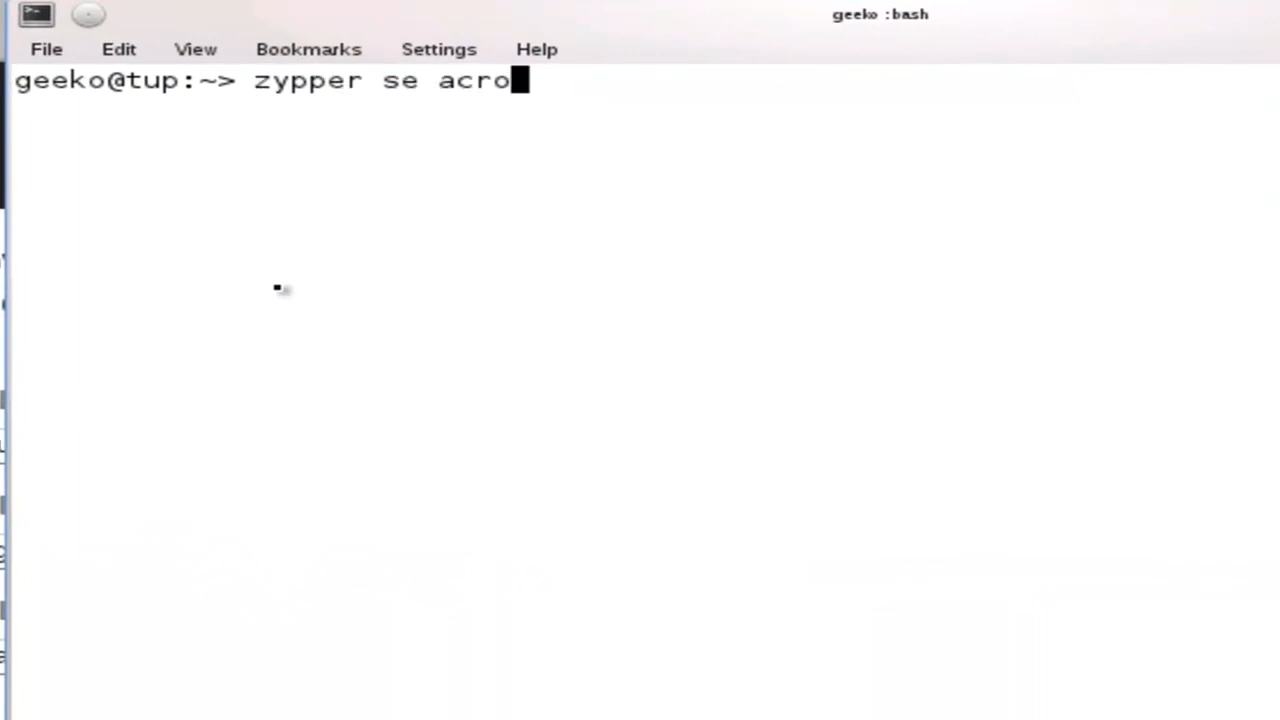 geeko : bash
File Edit View Bookmarks Settings Help
geeko@tup:~> zypper se acro